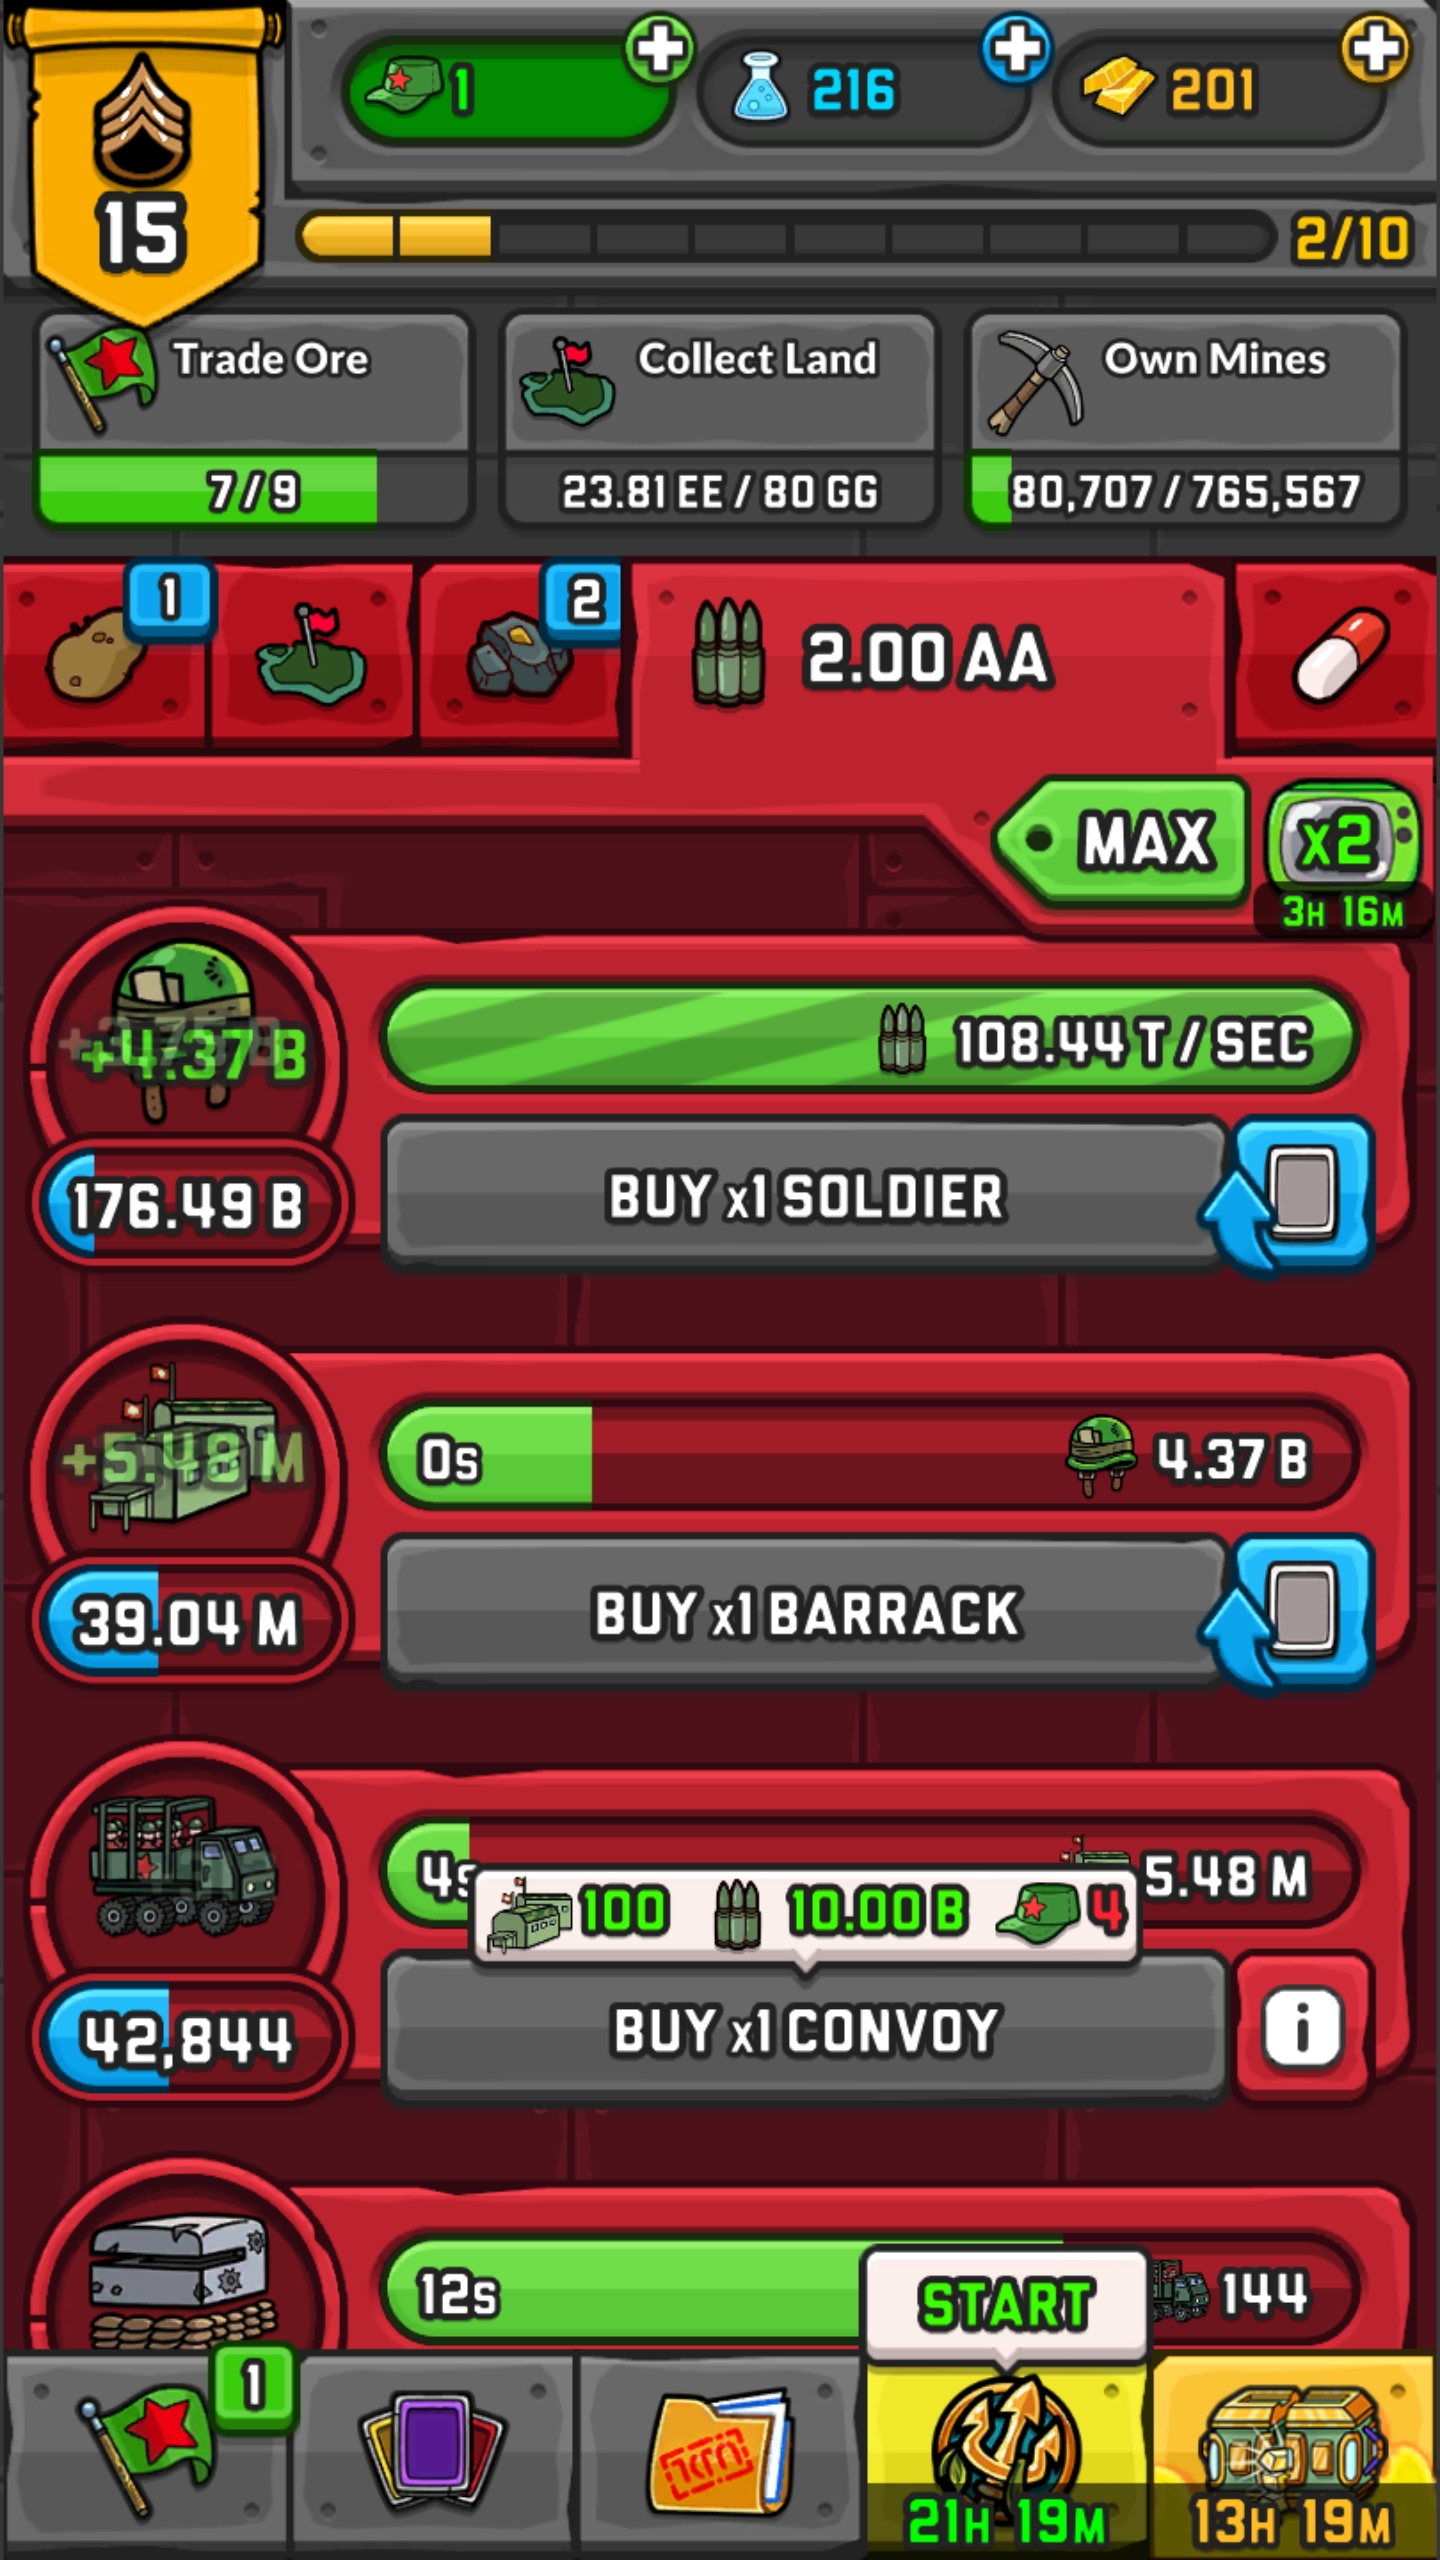 1
216
201
15
2/10
Trade Ore
Collect Land
Own Mines
7/9
23.81 EE / 80 GG
80,707 / 765,567
1
2
2.00 AA
MAX
x2
3H 16M
+4.37 B
108.44 T / SEC
176.49 B
BUY x1 SOLDIER
+5.48 M
0s
4.37 B
39.04 M
BUY x1 BARRACK
4s
5.48 M
100
10.00 B
4
42,844
BUY x1 CONVOY
12s
144
START
1
21H 19M
13H 19M